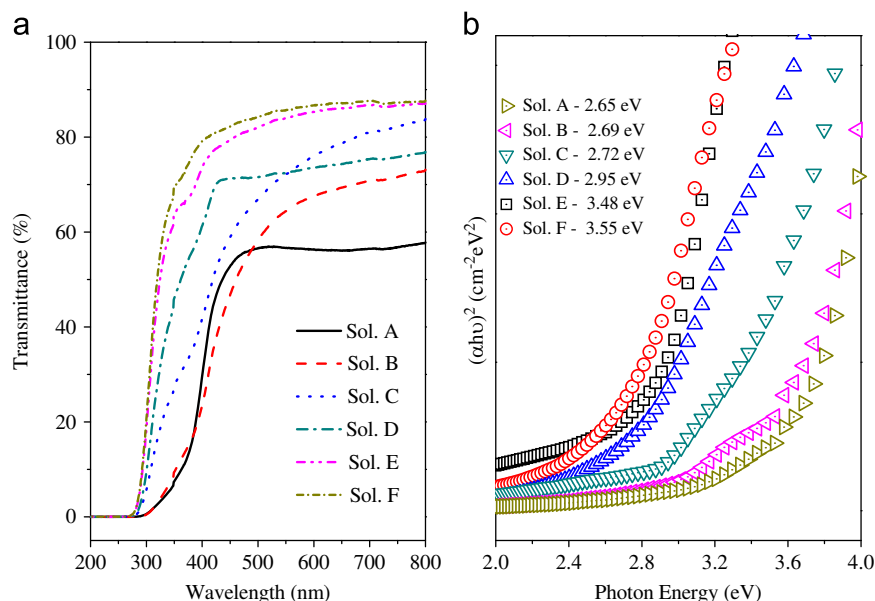 a
100
80
60
40
20
0
Transmittance (%)
Sol. A
Sol. B
Sol. C
Sol. D
Sol. E
Sol. F
200 300 400 500 600 700 800
Wavelength (nm)
b
(αhυ)² (cm⁻²eV²)
Sol. A - 2.65 eV
Sol. B - 2.69 eV
Sol. C - 2.72 eV
Sol. D - 2.95 eV
Sol. E - 3.48 eV
Sol. F - 3.55 eV
2.0 2.4 2.8 3.2 3.6 4.0
Photon Energy (eV)